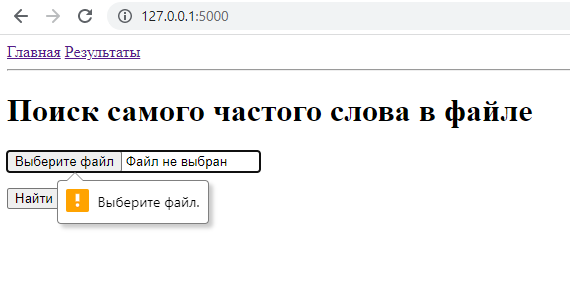 127.0.0.1:5000
Главная Результаты
Поиск самого частого слова в файле
Выберите файл Файл не выбран
Найти
Выберите файл.